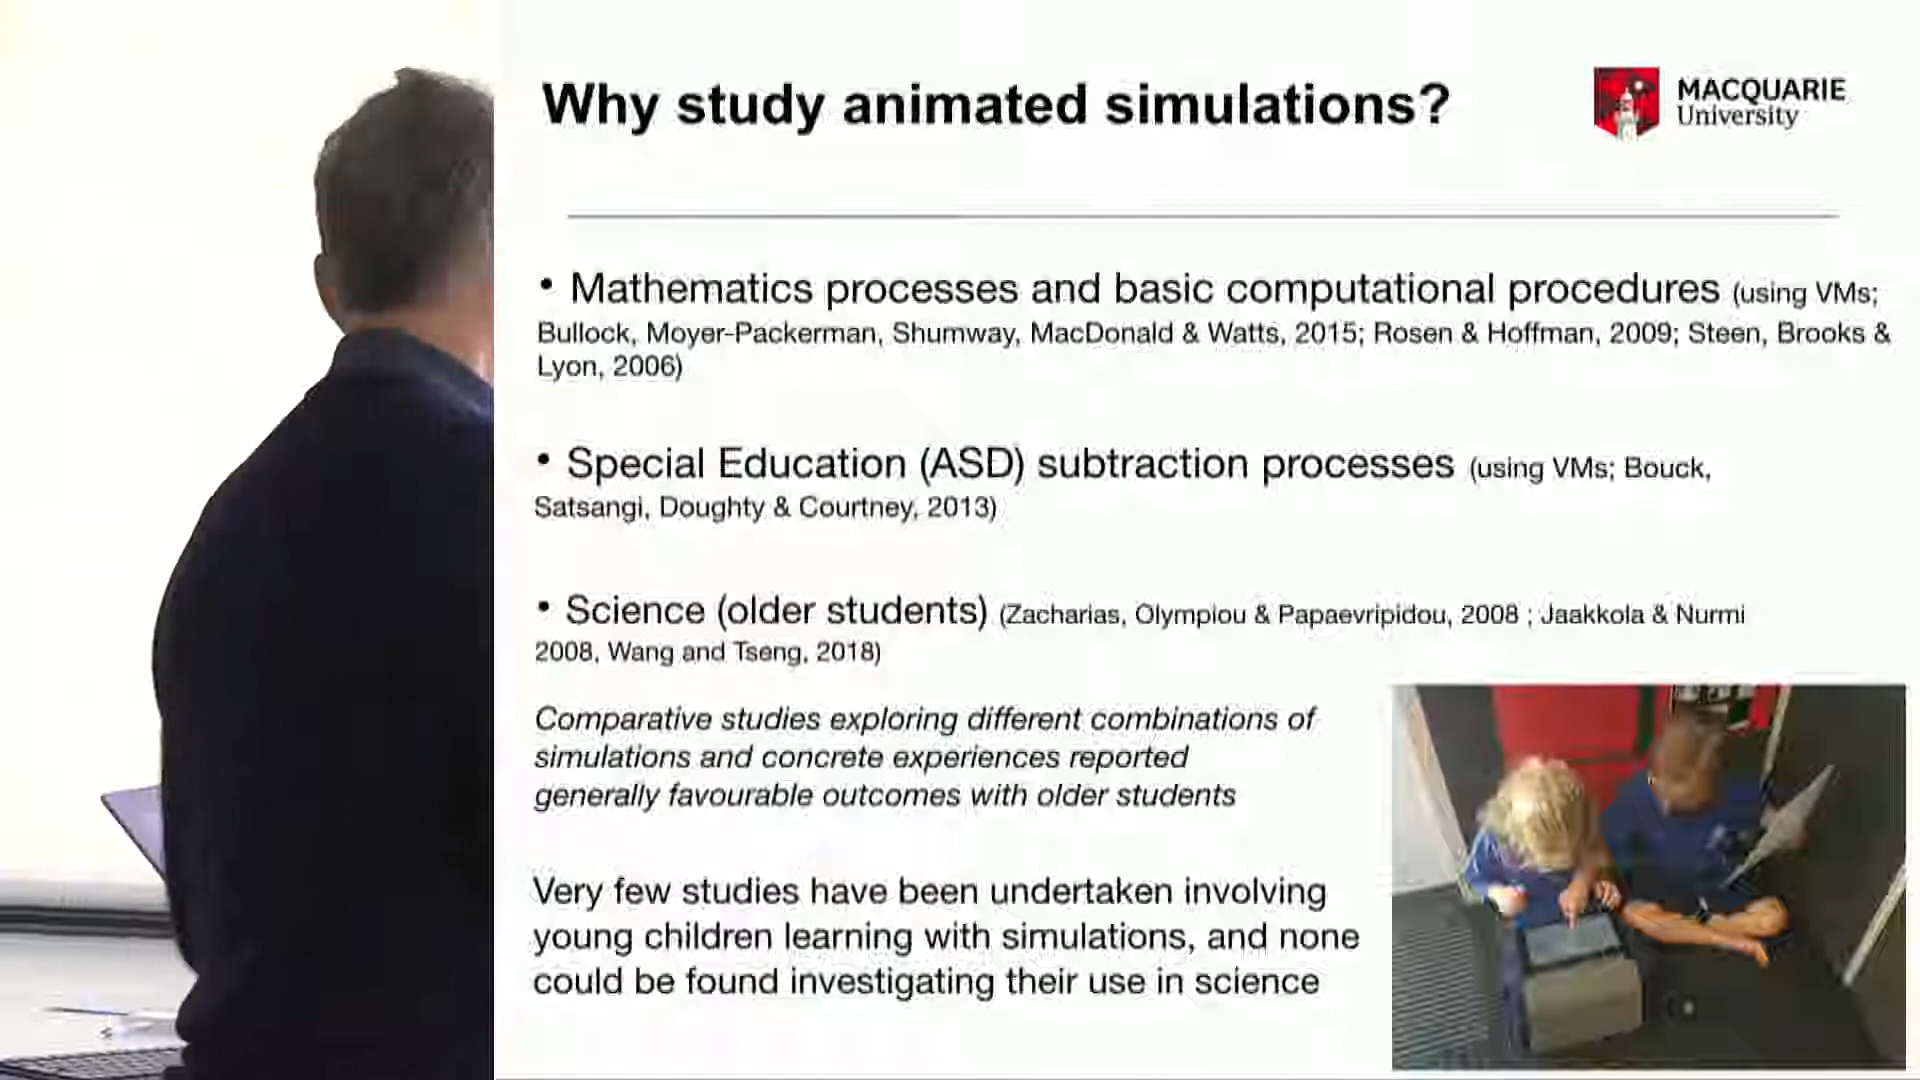 Why study animated simulations?
MACQUARIE
University
• Mathematics processes and basic computational procedures (using VMs;
Bullock, Moyer-Packerman, Shumway, MacDonald & Watts, 2015; Rosen & Hoffman, 2009; Steen, Brooks &
Lyon, 2006)
• Special Education (ASD) subtraction processes (using VMs; Bouck,
Satsangi, Doughty & Courtney, 2013)
• Science (older students) (Zacharias, Olympiou & Papaevripidou, 2008 ; Jaakkola & Nurmi
2008, Wang and Tseng, 2018)
Comparative studies exploring different combinations of
simulations and concrete experiences reported
generally favourable outcomes with older students
Very few studies have been undertaken involving
young children learning with simulations, and none
could be found investigating their use in science